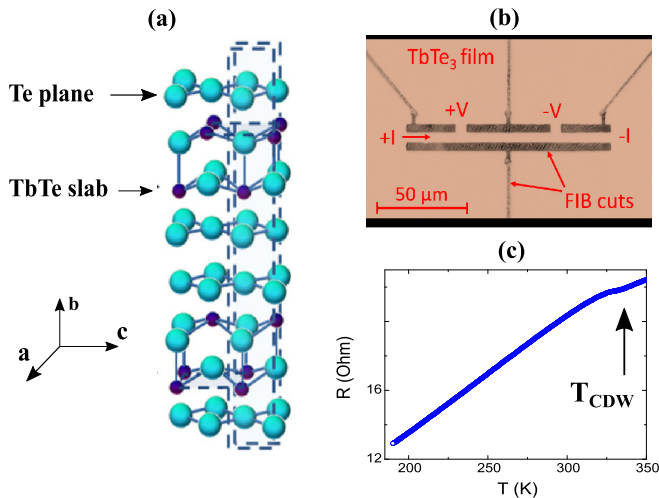 (a)
Te plane
TbTe slab
b
c
a
(b)
TbTe₃ film
+V
-V
+I
-I
50 μm
FIB cuts
(c)
R (Ohm)
16
12
T_CDW
200
250
300
350
T (K)